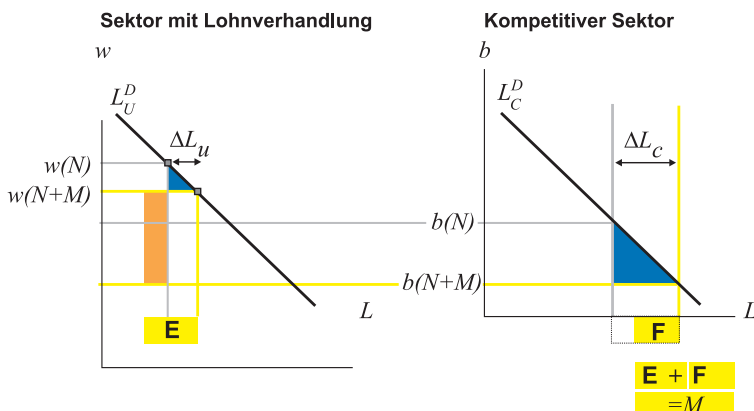 Sektor mit Lohnverhandlung
Kompetitiver Sektor
w
b
L_U^D
L_C^D
ΔL_u
ΔL_c
w(N)
w(N+M)
b(N)
b(N+M)
L
L
E
F
E + F
=M